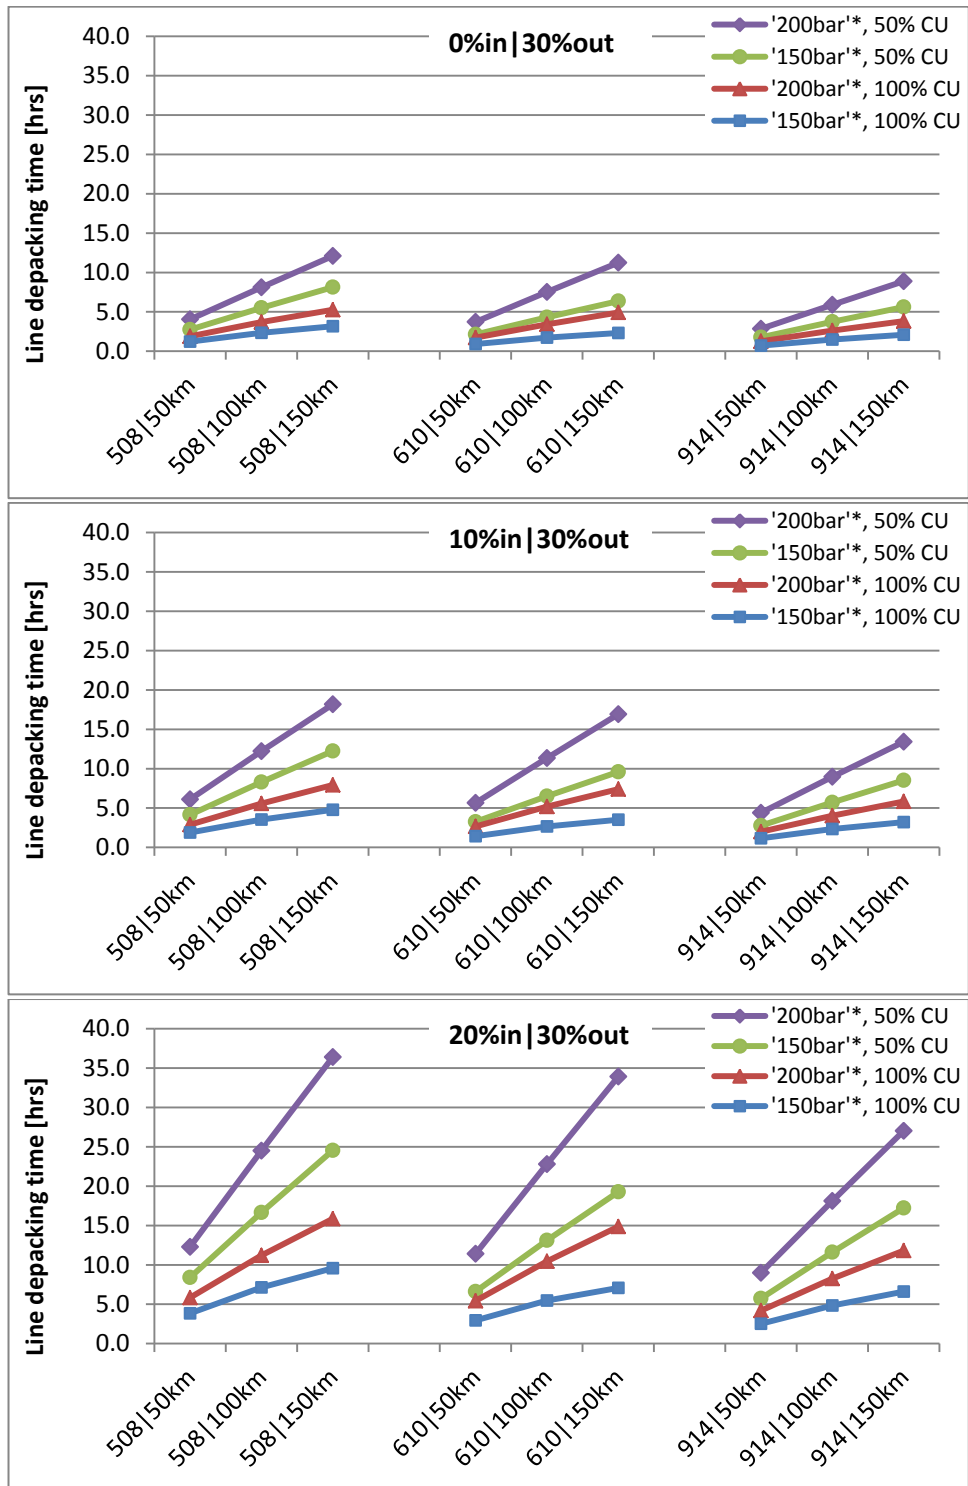 0%in|30%out
'200bar'*, 50% CU
'150bar'*, 50% CU
'200bar'*, 100% CU
'150bar'*, 100% CU
Line depacking time [hrs]
40.0
35.0
30.0
25.0
20.0
15.0
10.0
5.0
0.0
508|50km
508|100km
508|150km
610|50km
610|100km
610|150km
914|50km
914|100km
914|150km
10%in|30%out
'200bar'*, 50% CU
'150bar'*, 50% CU
'200bar'*, 100% CU
'150bar'*, 100% CU
Line depacking time [hrs]
40.0
35.0
30.0
25.0
20.0
15.0
10.0
5.0
0.0
508|50km
508|100km
508|150km
610|50km
610|100km
610|150km
914|50km
914|100km
914|150km
20%in|30%out
'200bar'*, 50% CU
'150bar'*, 50% CU
'200bar'*, 100% CU
'150bar'*, 100% CU
Line depacking time [hrs]
40.0
35.0
30.0
25.0
20.0
15.0
10.0
5.0
0.0
508|50km
508|100km
508|150km
610|50km
610|100km
610|150km
914|50km
914|100km
914|150km